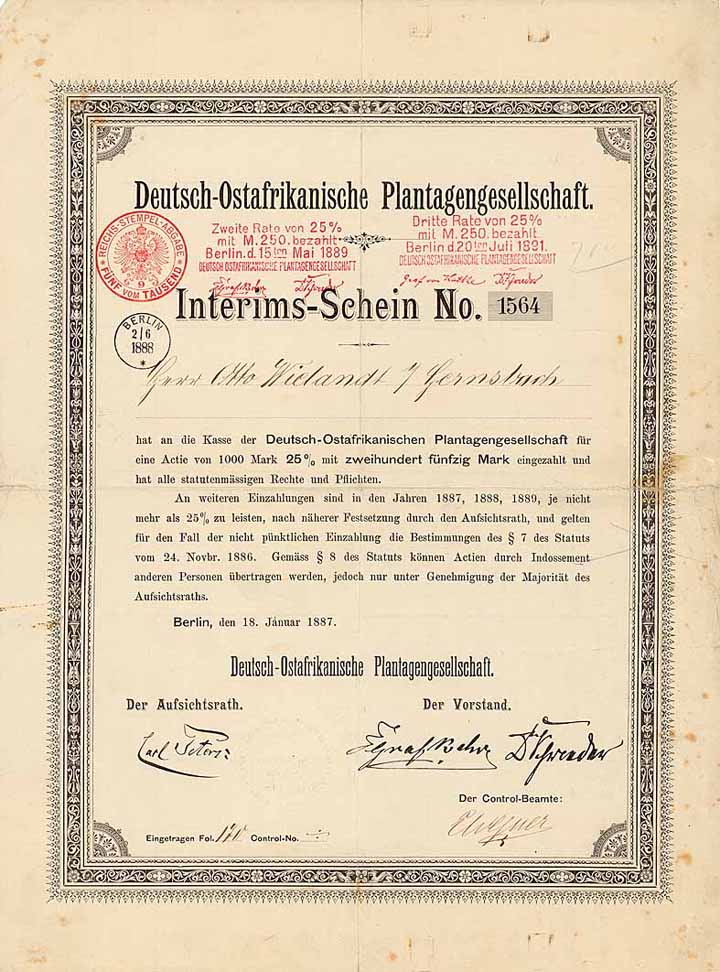 Deutsch-Ostafrikanische Plantagengesellschaft.
Zweite Rate von 25%
mit M. 250. bezahlt
Berlin. d. 15ten Mai 1889
DEUTSCH OSTAFRIKANISCHE PLANTAGENGESELLSCHAFT
Dritte Rate von 25%
mit M. 250. bezahlt.
Berlin d. 20ten Juli 1891.
DEUTSCH OSTAFRIKANISCHE PLANTAGENGESELLSCHAFT
REICHS-STEMPEL-ABGABE
FÜNF VOM TAUSEND
Interims-Schein No. 1564
BERLIN
2/6
1888
Herr Otto Wielandt / Gernsbach
hat an die Kasse der Deutsch-Ostafrikanischen Plantagengesellschaft für
eine Actie von 1000 Mark 25% mit zweihundert fünfzig Mark eingezahlt und
hat alle statutenmässigen Rechte und Pflichten.
An weiteren Einzahlungen sind in den Jahren 1887, 1888, 1889, je nicht
mehr als 25% zu leisten, nach näherer Festsetzung durch den Aufsichtsrath, und gelten
für den Fall der nicht pünktlichen Einzahlung die Bestimmungen des § 7 des Statuts
vom 24. Novbr. 1886. Gemäss § 8 des Statuts können Actien durch Indossement
anderen Personen übertragen werden, jedoch nur unter Genehmigung der Majorität des
Aufsichtsraths.
Berlin, den 18. Januar 1887.
Deutsch-Ostafrikanische Plantagengesellschaft.
Der Aufsichtsrath. Der Vorstand.
Carl Peters
Der Control-Beamte:
Eingetragen Fol. 120 Control-No.